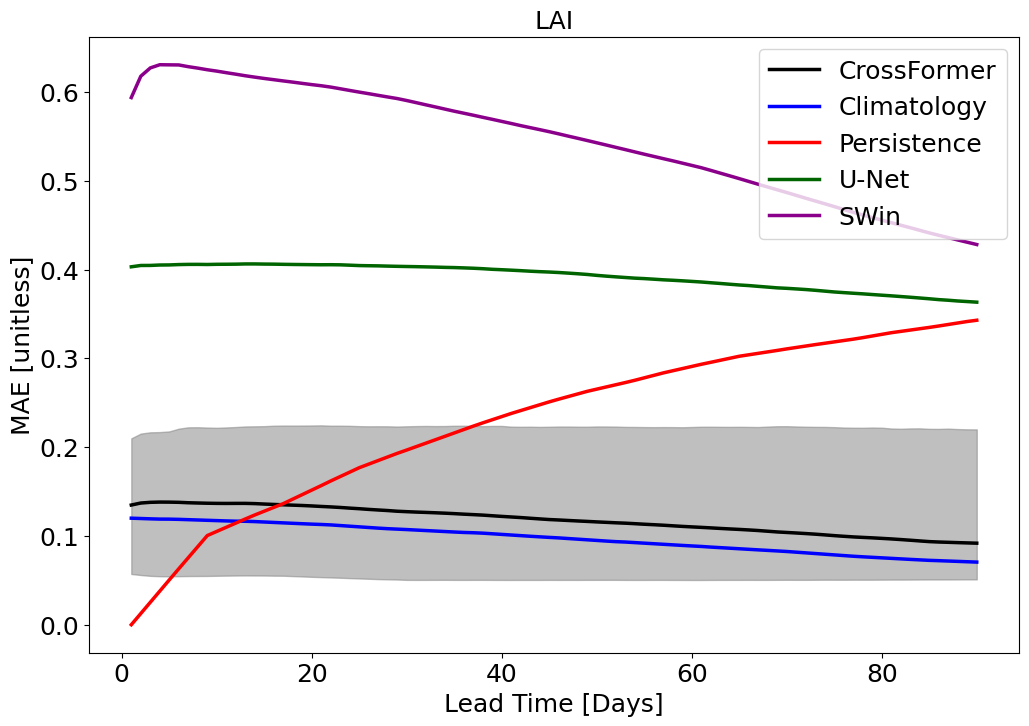 LAI
CrossFormer
Climatology
Persistence
U-Net
SWin
MAE [unitless]
0.6
0.5
0.4
0.3
0.2
0.1
0.0
0 20 40 60 80
Lead Time [Days]